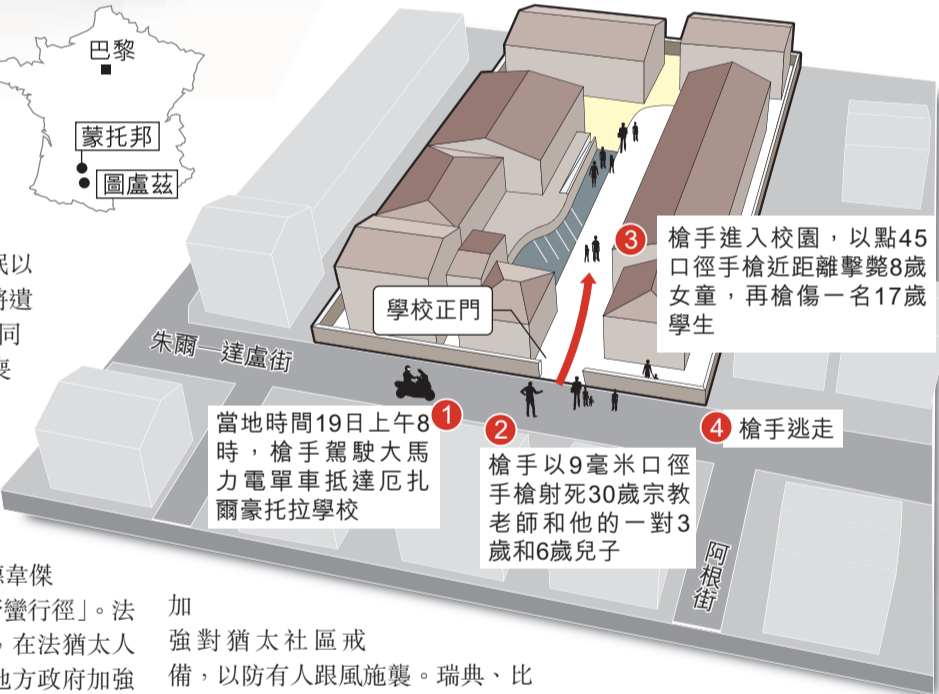 巴黎
蒙托邦
圖盧茲
民以
將遺
同
喪
學校正門
朱爾—達盧街
阿根街
1
當地時間19日上午8
時，槍手駕駛大馬
力電單車抵達厄扎
爾豪托拉學校
2
槍手以9毫米口徑
手槍射死30歲宗教
老師和他的一對3
歲和6歲兒子
3
槍手進入校園，以點45
口徑手槍近距離擊斃8歲
女童，再槍傷一名17歲
學生
4
槍手逃走
韋傑
蠻行徑」。法
，在法猶太人
地方政府加強
加
強對猶太社區戒
備，以防有人跟風施襲。瑞典、比